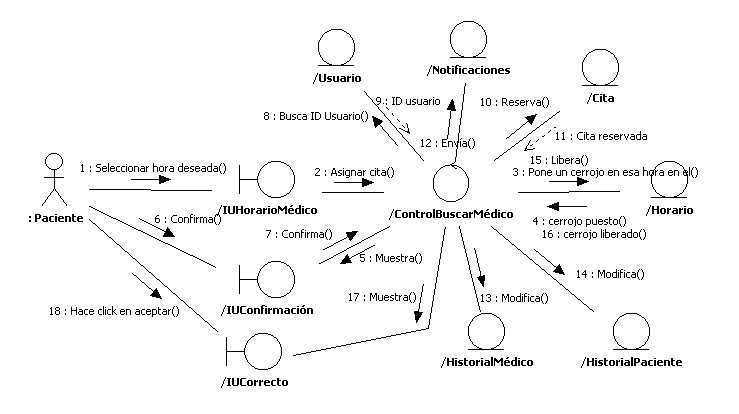 /Usuario
/Notificaciones
/Cita
9 : ID usuario
10 : Reserva()
8 : Busca ID Usuario()
12 : Envía()
11 : Cita reservada
15 : Libera()
1 : Seleccionar hora deseada()
2 : Asignar cita()
3 : Pone un cerrojo en esa hora en el()
: Paciente
/IUHorarioMédico
/ControlBuscarMédico
/Horario
6 : Confirma()
7 : Confirma()
4 : cerrojo puesto()
16 : cerrojo liberado()
5 : Muestra()
14 : Modifica()
17 : Muestra()
13 : Modifica()
/IUConfirmación
18 : Hace click en aceptar()
/HistorialMédico
/HistorialPaciente
/IUCorrecto